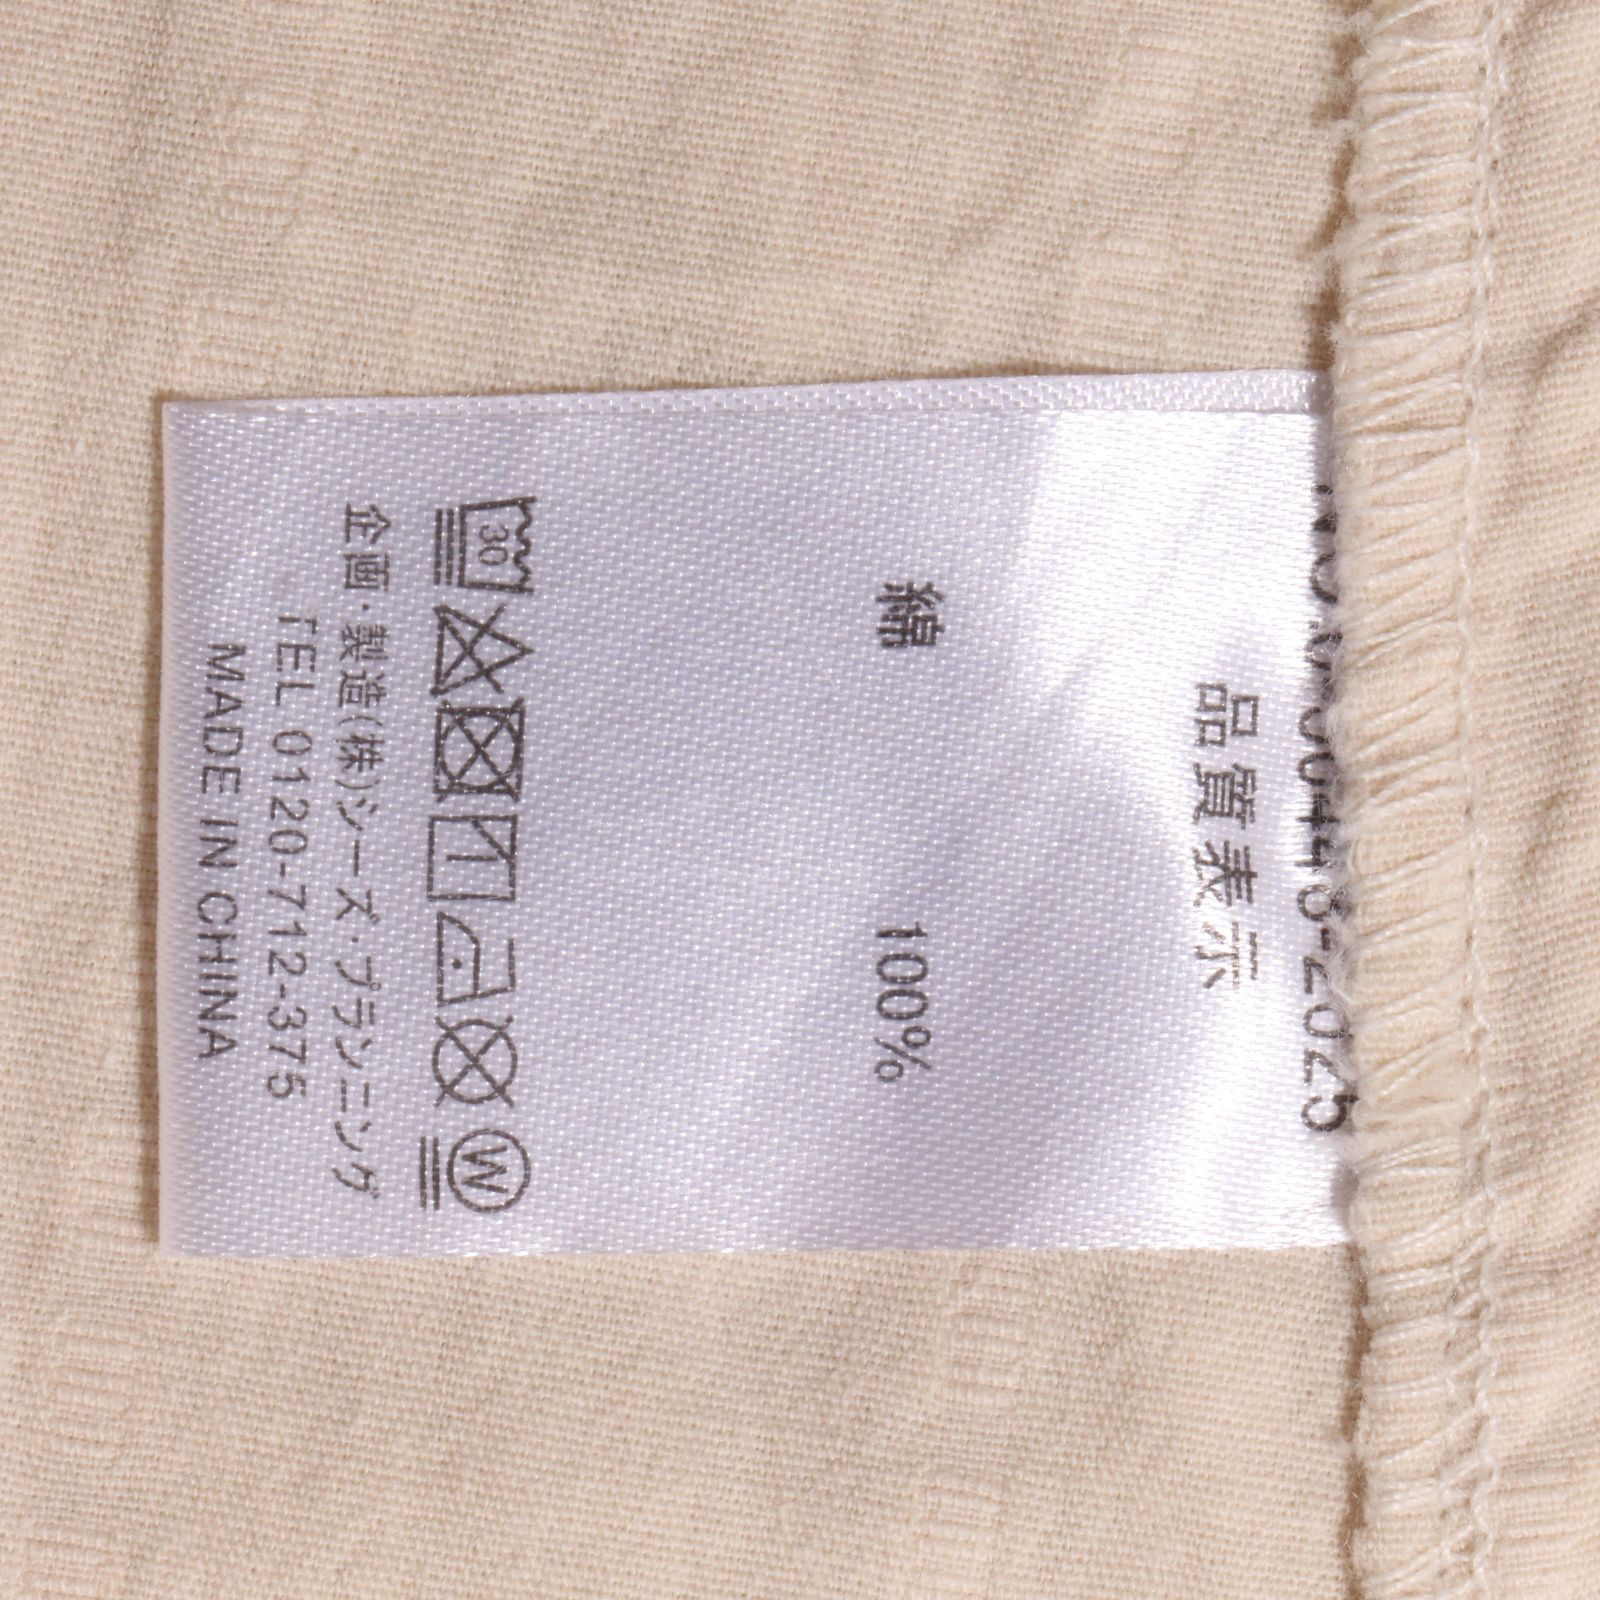 品質表示
綿 100%
30
W
企画・製造(株)シーズ・プランニング
TEL 0120-712-375
MADE IN CHINA